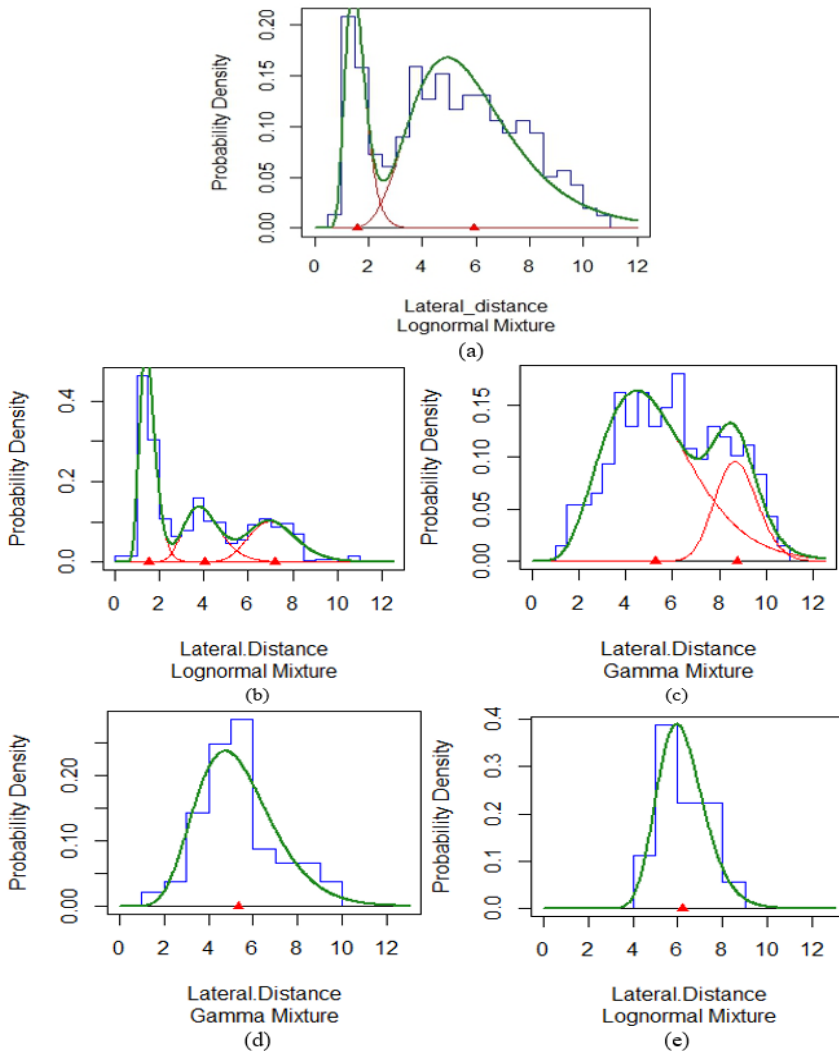 Probability Density
0.20
0.15
0.10
0.05
0.00
0 2 4 6 8 10 12
Lateral_distance
Lognormal Mixture
(a)
Probability Density
0.4
0.2
0.0
0 2 4 6 8 10 12
Lateral.Distance
Lognormal Mixture
(b)
Probability Density
0.15
0.10
0.05
0.00
0 2 4 6 8 10 12
Lateral.Distance
Gamma Mixture
(c)
Probability Density
0.20
0.10
0.00
0 2 4 6 8 10 12
Lateral.Distance
Gamma Mixture
(d)
Probability Density
0.4
0.3
0.2
0.1
0.0
0 2 4 6 8 10 12
Lateral.Distance
Lognormal Mixture
(e)